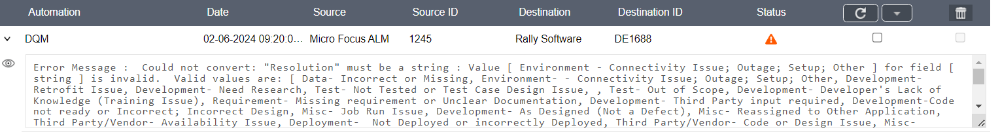 Automation Date Source Source ID Destination Destination ID Status
DQM 02-06-2024 09:20:0... Micro Focus ALM 1245 Rally Software DE1688
Error Message :  Could not convert: "Resolution" must be a string : Value [ Environment - Connectivity Issue; Outage; Setup; Other ] for field [
string ] is invalid.  Valid values are: [ Data- Incorrect or Missing, Environment- - Connectivity Issue; Outage; Setup; Other, Development-
Retrofit Issue, Development- Need Research, Test- Not Tested or Test Case Design Issue, , Test- Out of Scope, Development- Developer's Lack of
Knowledge (Training Issue), Requirement- Missing requirement or Unclear Documentation, Development- Third Party input required, Development-Code
not ready or Incorrect; Incorrect Design, Misc- Job Run Issue, Development- As Designed (Not a Defect), Misc- Reassigned to Other Application,
Third Party/Vendor- Availability Issue, Deployment-  Not Deployed or incorrectly Deployed, Third Party/Vendor- Code or Design Issue, Misc-